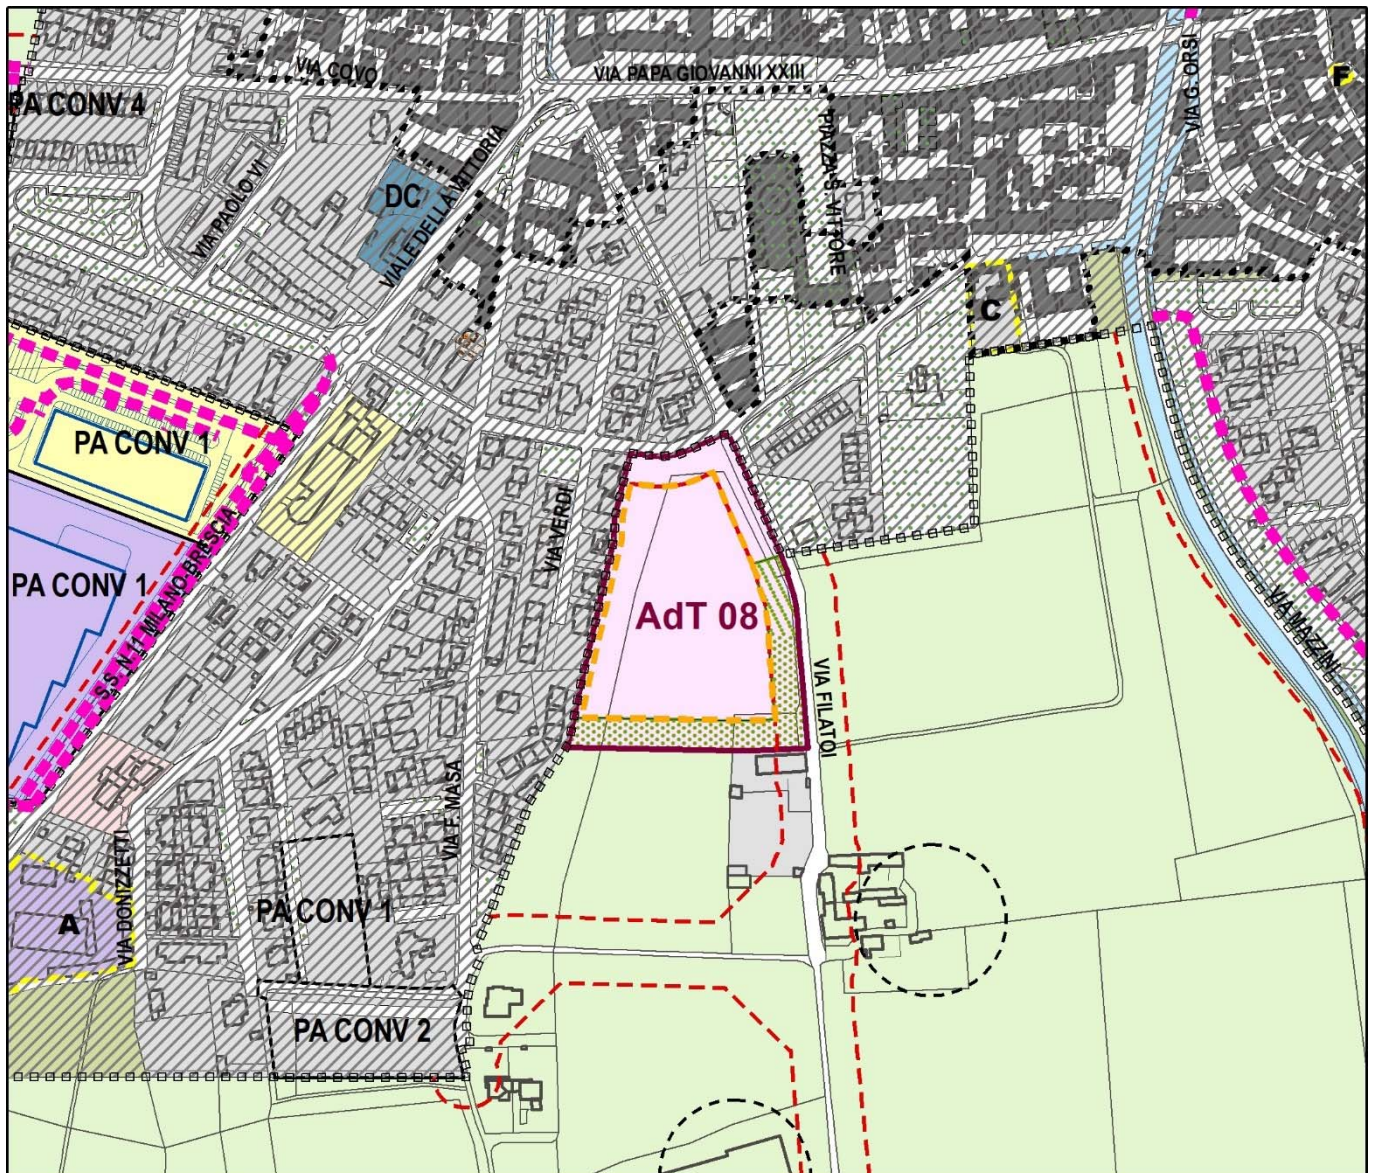 VIA COVO
VIA PAPA GIOVANNI XXIII
VIA G. ORSI
F
PA CONV 4
VIA PAOLO VI
DC
VIALE DELLA VITTORIA
PIAZZA S. VITTORE
C
PA CONV 1
S.S. N.11 MILANO BRESCIA
VIA VERDI
PA CONV 1
AdT 08
VIA MAZZINI
VIA FILATOI
VIA F. MASA
VIA DONIZZETTI
A
PA CONV 1
PA CONV 2